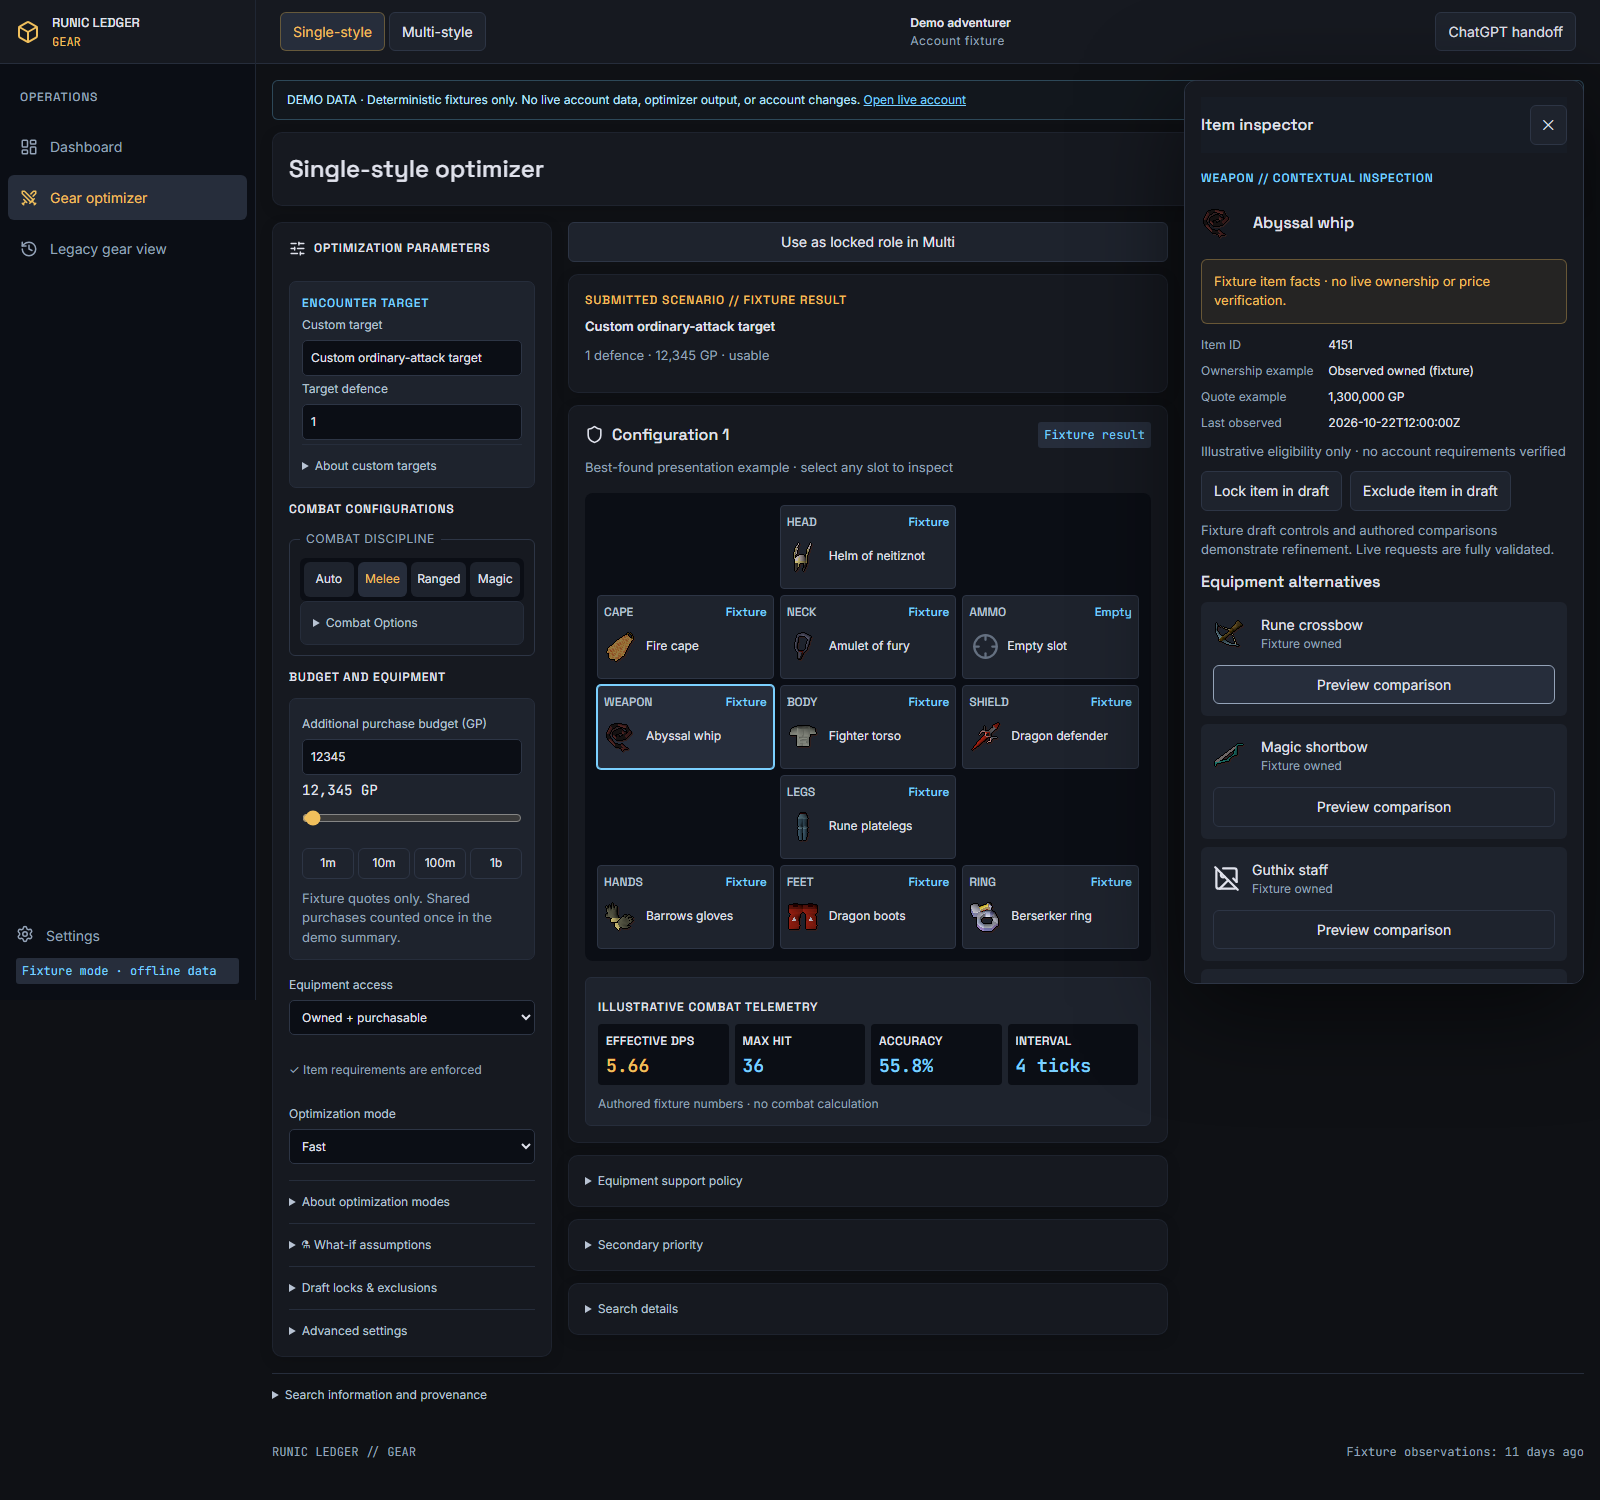 RUNIC LEDGER
GEAR
Single-style
Multi-style
Demo adventurer
Account fixture
ChatGPT handoff
OPERATIONS
Dashboard
Gear optimizer
Legacy gear view
Settings
Fixture mode · offline data
DEMO DATA · Deterministic fixtures only. No live account data, optimizer output, or account changes. Open live account
Single-style optimizer
OPTIMIZATION PARAMETERS
ENCOUNTER TARGET
Custom target
Custom ordinary-attack target
Target defence
1
About custom targets
COMBAT CONFIGURATIONS
COMBAT DISCIPLINE
Auto
Melee
Ranged
Magic
Combat Options
BUDGET AND EQUIPMENT
Additional purchase budget (GP)
12345
12,345 GP
1m
10m
100m
1b
Fixture quotes only. Shared
purchases counted once in the
demo summary.
Equipment access
Owned + purchasable
✓ Item requirements are enforced
Optimization mode
Fast
About optimization modes
⚗ What-if assumptions
Draft locks & exclusions
Advanced settings
Use as locked role in Multi
SUBMITTED SCENARIO // FIXTURE RESULT
Custom ordinary-attack target
1 defence · 12,345 GP · usable
Configuration 1
Fixture result
Best-found presentation example · select any slot to inspect
HEAD
Fixture
Helm of neitiznot
CAPE
Fixture
Fire cape
NECK
Fixture
Amulet of fury
AMMO
Empty
Empty slot
WEAPON
Fixture
Abyssal whip
BODY
Fixture
Fighter torso
SHIELD
Fixture
Dragon defender
LEGS
Fixture
Rune platelegs
HANDS
Fixture
Barrows gloves
FEET
Fixture
Dragon boots
RING
Fixture
Berserker ring
ILLUSTRATIVE COMBAT TELEMETRY
EFFECTIVE DPS
5.66
MAX HIT
36
ACCURACY
55.8%
INTERVAL
4 ticks
Authored fixture numbers · no combat calculation
Equipment support policy
Secondary priority
Search details
Item inspector
WEAPON // CONTEXTUAL INSPECTION
Abyssal whip
Fixture item facts · no live ownership or price
verification.
Item ID 4151
Ownership example Observed owned (fixture)
Quote example 1,300,000 GP
Last observed 2026-10-22T12:00:00Z
Illustrative eligibility only · no account requirements verified
Lock item in draft
Exclude item in draft
Fixture draft controls and authored comparisons
demonstrate refinement. Live requests are fully validated.
Equipment alternatives
Rune crossbow
Fixture owned
Preview comparison
Magic shortbow
Fixture owned
Preview comparison
Guthix staff
Fixture owned
Preview comparison
Search information and provenance
RUNIC LEDGER // GEAR
Fixture observations: 11 days ago